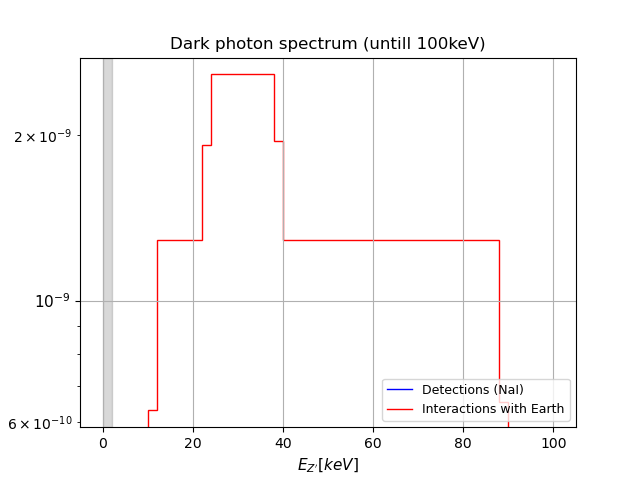 Dark photon spectrum (untill 100keV)
2 × 10⁻⁹
10⁻⁹
6 × 10⁻¹⁰
Detections (NaI)
Interactions with Earth
0 20 40 60 80 100
E_{Z'}[keV]